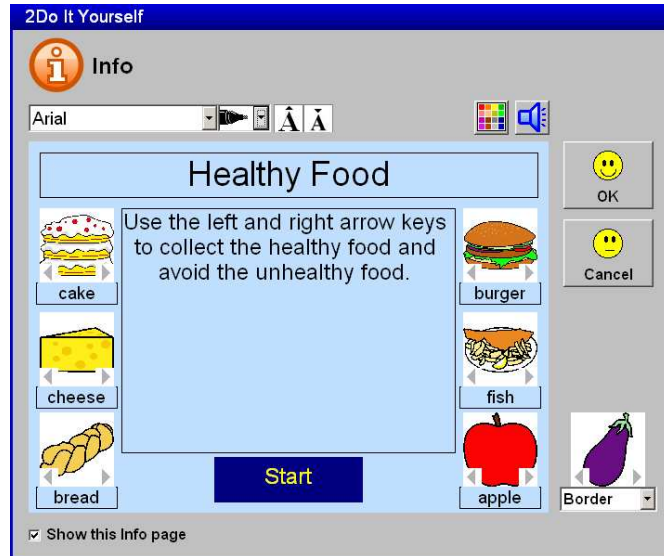 2Do It Yourself
Info
Arial
Healthy Food
Use the left and right arrow keys
to collect the healthy food and
avoid the unhealthy food.
cake
burger
cheese
fish
bread
apple
Start
OK
Cancel
Border
Show this Info page